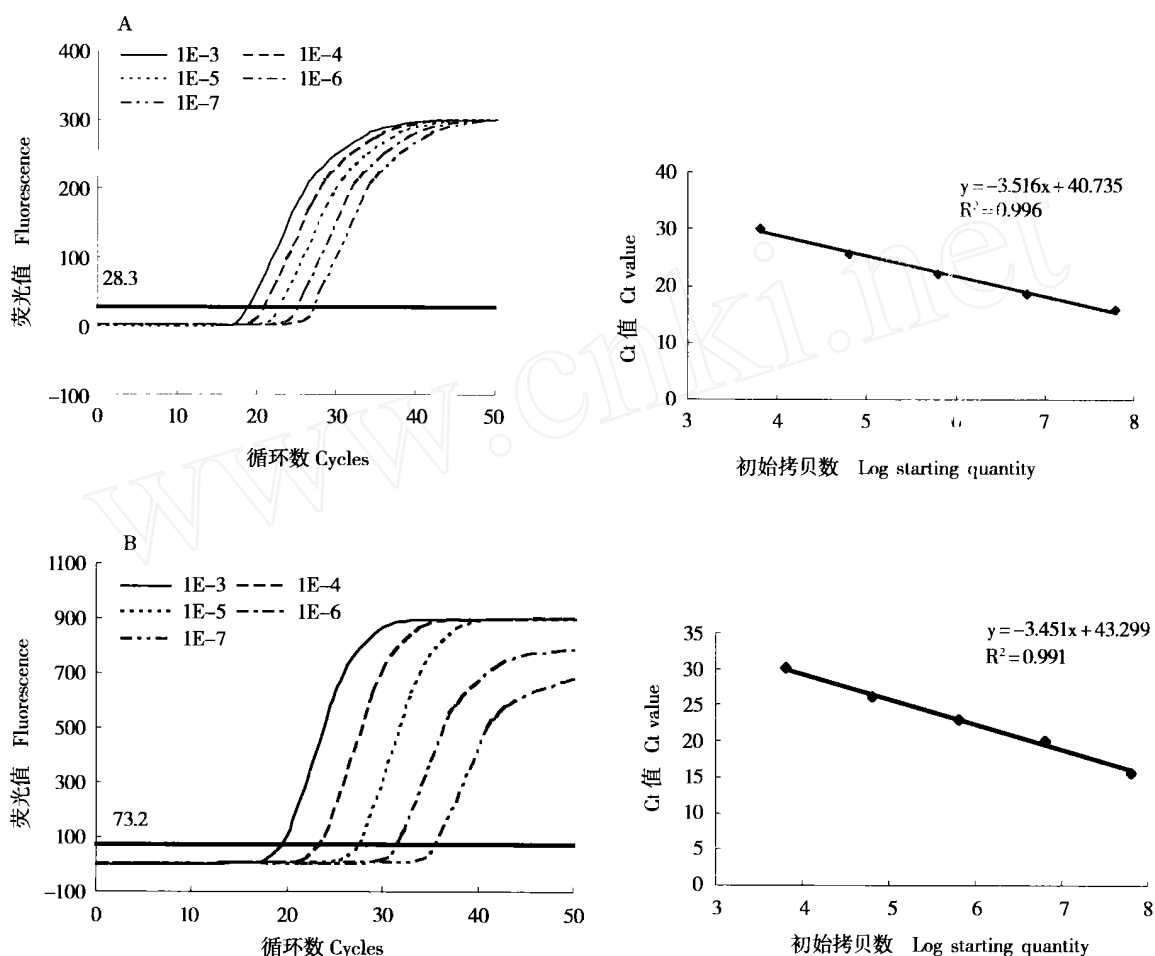 A
400
300
200
100
0
-100
1E-3
1E-4
1E-5
1E-6
1E-7
28.3
荧光值 Fluorescence
0 10 20 30 40 50
循环数 Cycles
40
30
20
10
0
y=-3.516x+40.735
R²=0.996
Ct 值 Ct value
3 4 5 7 8
初始拷贝数 Log starting quantity
www.cnki.net
B
1100
900
700
500
300
100
-100
1E-3
1E-4
1E-5
1E-6
1E-7
73.2
荧光值 Fluorescence
0 10 20 30 40 50
循环数 Cycles
35
30
25
20
15
10
5
0
y=-3.451x+43.299
R²=0.991
Ct 值 Ct value
3 4 5 6 7 8
初始拷贝数 Log starting quantity